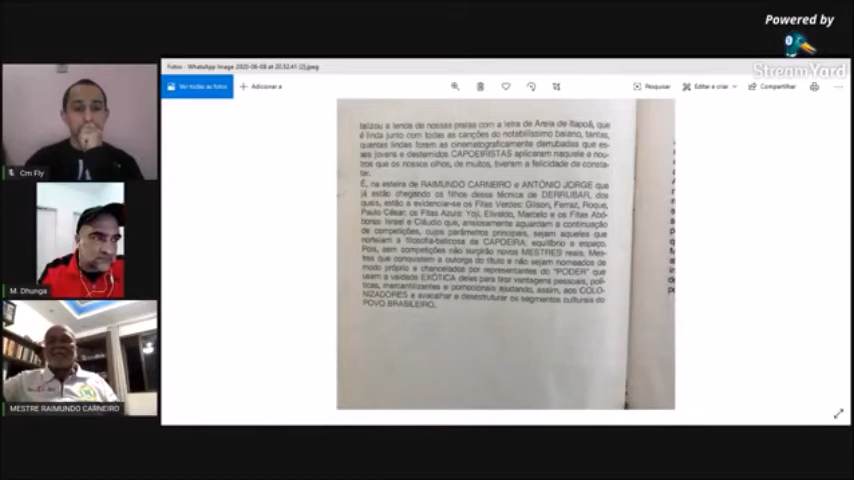 Powered by
StreamYard
Fotos - WhatsApp Image 2020-06-08 at 20.52.41 (2).jpeg
Ver todas as fotos
Adicionar a
Pesquisar
Editar e criar
Compartilhar
talizou a lenda de nossas praias com a letra de Areia de Itapoã, que
é linda junto com todas as canções do notabilíssimo baiano, tantas,
quantas lindas foram as cinematograficamente derrubadas que es-
ses jovens e destemidos CAPOEIRISTAS aplicaram naquele e nou-
tros que os nossos olhos, de muitos, tiveram a felicidade de consta-
tar.
É, na esteira de RAIMUNDO CARNEIRO e ANTÔNIO JORGE que
já estão chegando os filhos dessa técnica de DERRUBAR, dos
quais, estão a evidenciar-se os Fitas Verdes: Gilson, Ferraz, Roque,
Paulo César; os Fitas Azuis: Yoji, Elivaldo, Marcelo e os Fitas Abó-
boras: Israel e Cláudio que, ansiosamente aguardam a continuação
de competições, cujos parâmetros principais, sejam aqueles que
norteiam a filosofia-belicosa da CAPOEIRA: equilíbrio e espaço.
Pois, sem competições não surgirão novos MESTRES reais. Mes-
tres que conquistem a outorga do título e não sejam nomeados de
modo próprio e chancelados por representantes do "PODER" que
usam a vaidade EXÓTICA deles para tirar vantagens pessoais, polí-
ticas, mercantilizantes e pomocionais ajudando, assim, aos COLO-
NIZADORES a avacalhar e desestruturar os segmentos culturais do
POVO BRASILEIRO.
Cm Fly
M. Dhunga
MESTRE RAIMUNDO CARNEIRO